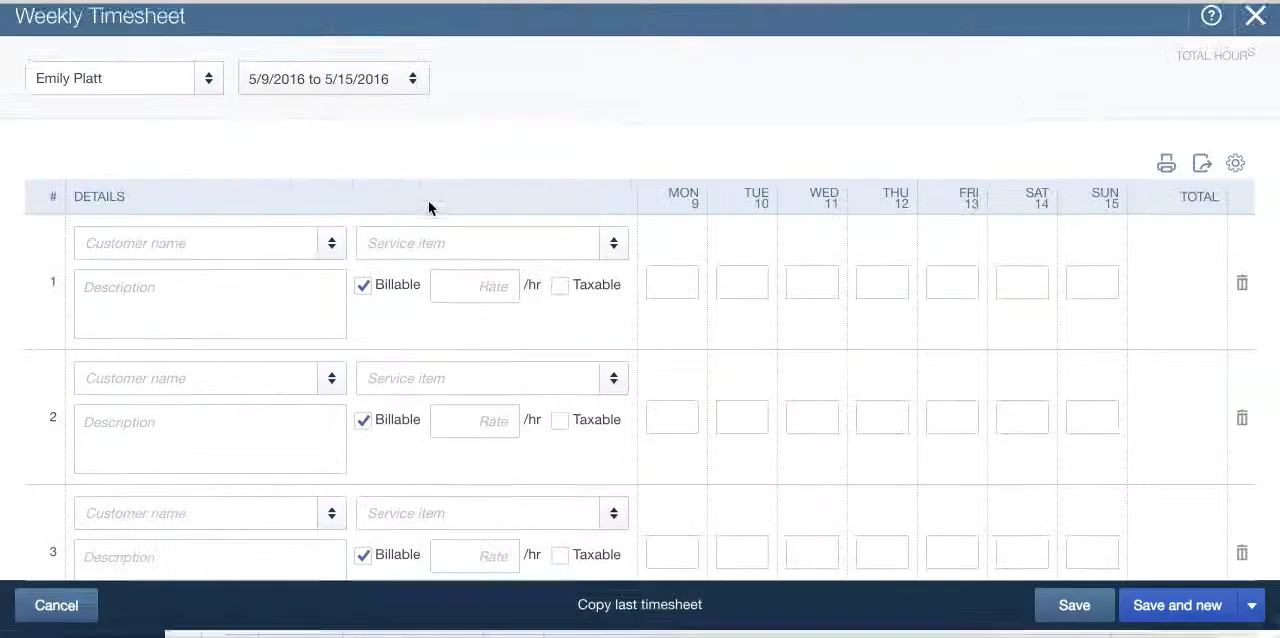 Weekly Timesheet
TOTAL HOURS
Emily Platt
5/9/2016 to 5/15/2016
# DETAILS MON 9 TUE 10 WED 11 THU 12 FRI 13 SAT 14 SUN 15 TOTAL
Customer name Service item
1 Description Billable Rate /hr Taxable
Customer name Service item
2 Description Billable Rate /hr Taxable
Customer name Service item
3 Description Billable Rate /hr Taxable
Cancel Copy last timesheet Save Save and new